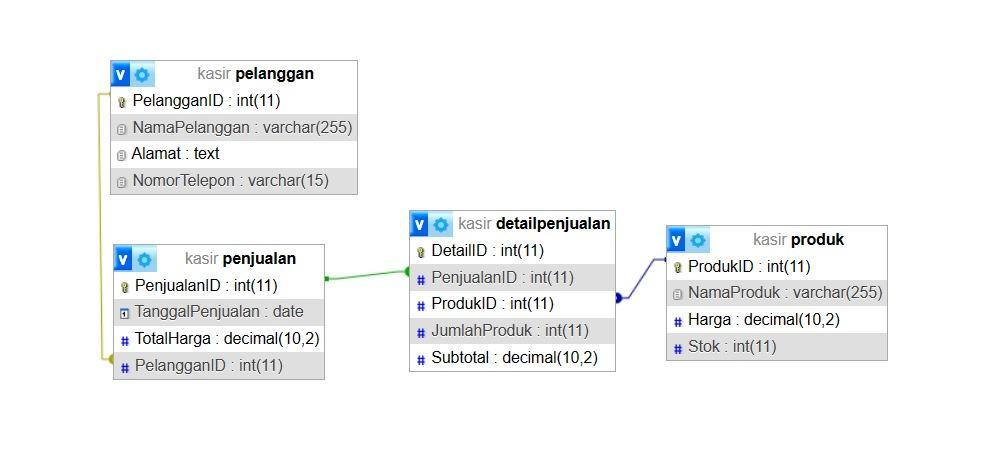 kasir pelanggan
PelangganID : int(11)
NamaPelanggan : varchar(255)
Alamat : text
NomorTelepon : varchar(15)
kasir penjualan
PenjualanID : int(11)
TanggalPenjualan : date
TotalHarga : decimal(10,2)
PelangganID : int(11)
kasir detailpenjualan
DetailID : int(11)
PenjualanID : int(11)
ProdukID : int(11)
JumlahProduk : int(11)
Subtotal : decimal(10,2)
kasir produk
ProdukID : int(11)
NamaProduk : varchar(255)
Harga : decimal(10,2)
Stok : int(11)